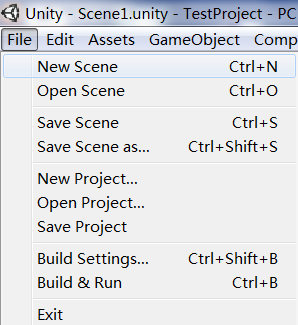 Unity - Scene1.unity - TestProject - PC
File Edit Assets GameObject Comp
New Scene Ctrl+N
Open Scene Ctrl+O
Save Scene Ctrl+S
Save Scene as... Ctrl+Shift+S
New Project...
Open Project...
Save Project
Build Settings... Ctrl+Shift+B
Build & Run Ctrl+B
Exit